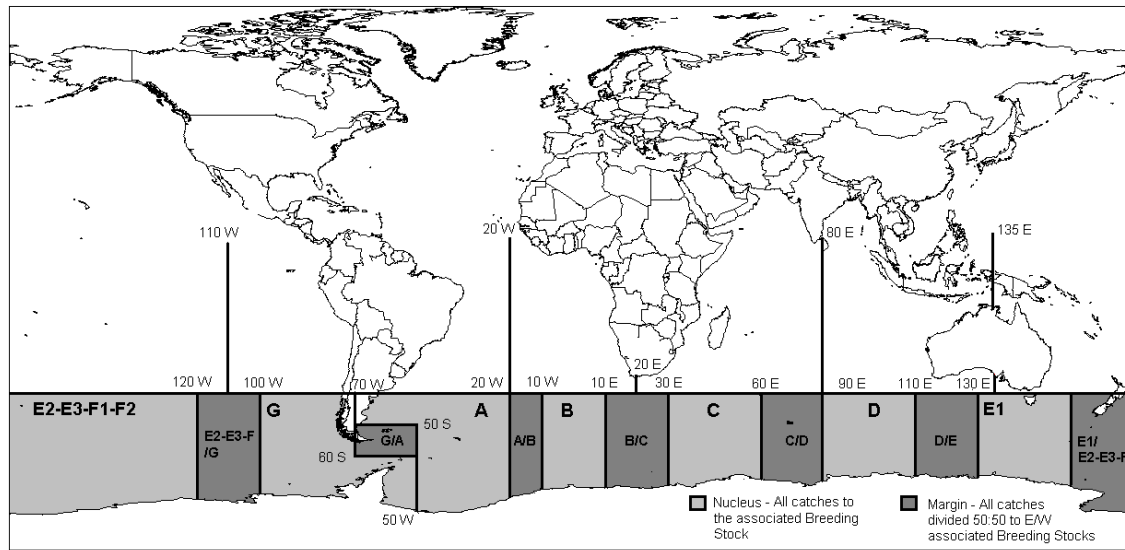 110 W
20 W
80 E
135 E
20 E
120 W
100 W
70 W
20 W
10 W
10 E
30 E
60 E
90 E
110 E
130 E
E2-E3-F1-F2
G
A
B
C
D
E1
50 S
E2-E3-F
/G
G/A
A/B
B/C
C/D
D/E
E1/
E2-E3-F
60 S
50 W
Nucleus - All catches to
the associated Breeding
Stock
Margin - All catches
divided 50:50 to E/W
associated Breeding Stocks